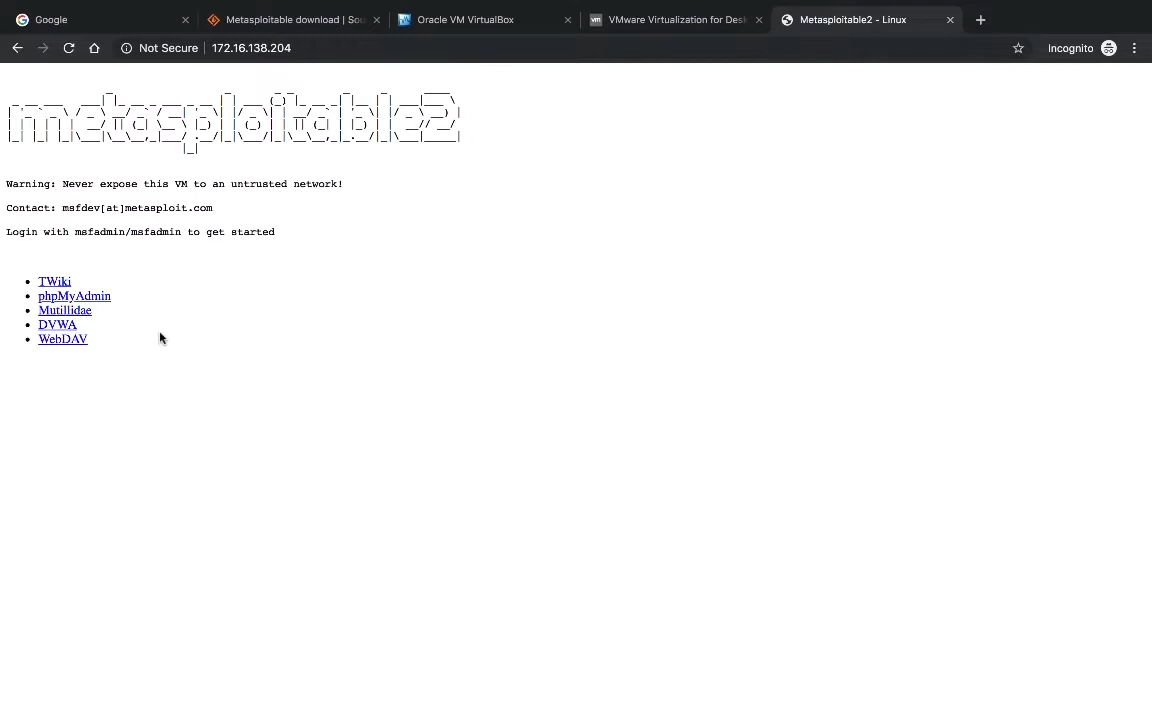 Google
Metasploitable download | Sou
Oracle VM VirtualBox
VMware Virtualization for Desk
Metasploitable2 - Linux
Not Secure | 172.16.138.204
Incognito
metasploitable2
Warning: Never expose this VM to an untrusted network!
Contact: msfdev[at]metasploit.com
Login with msfadmin/msfadmin to get started
TWiki
phpMyAdmin
Mutillidae
DVWA
WebDAV